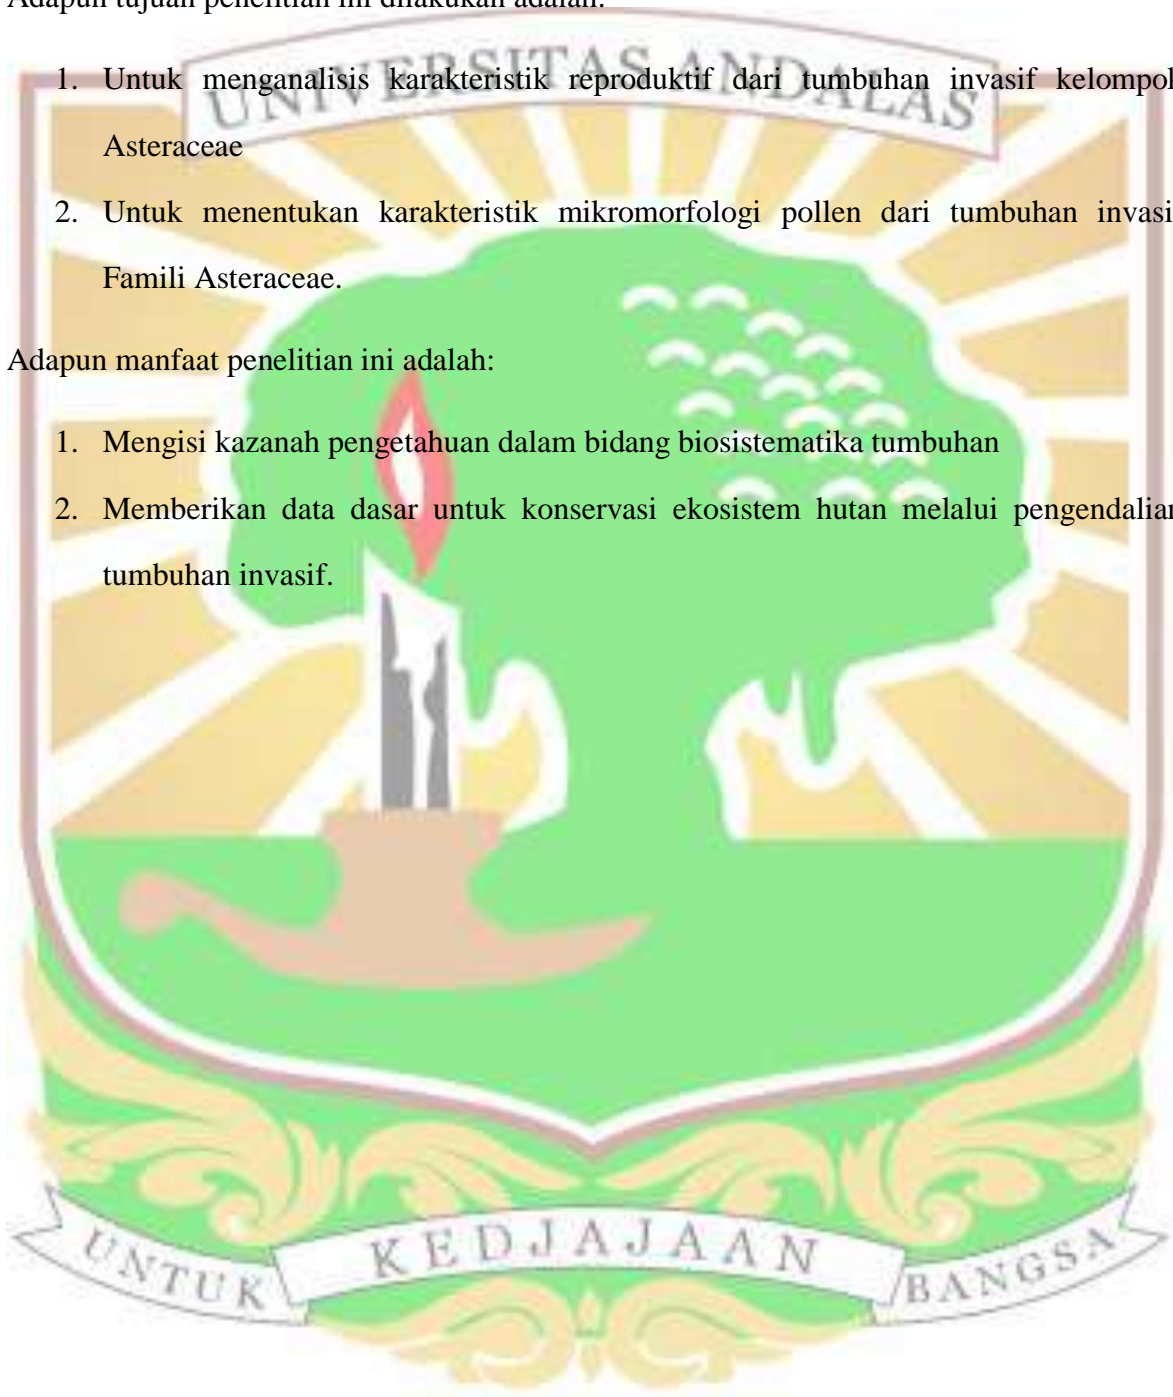 Adapun tujuan penelitian ini dilakukan adalah:
UNIVERSITAS ANDALAS
1. Untuk menganalisis karakteristik reproduktif dari tumbuhan invasif kelompok
Asteraceae
2. Untuk menentukan karakteristik mikromorfologi pollen dari tumbuhan invasi
Famili Asteraceae.
Adapun manfaat penelitian ini adalah:
1. Mengisi kazanah pengetahuan dalam bidang biosistematika tumbuhan
2. Memberikan data dasar untuk konservasi ekosistem hutan melalui pengendalian
tumbuhan invasif.
UNTUK KEDJAJAAN BANGSA